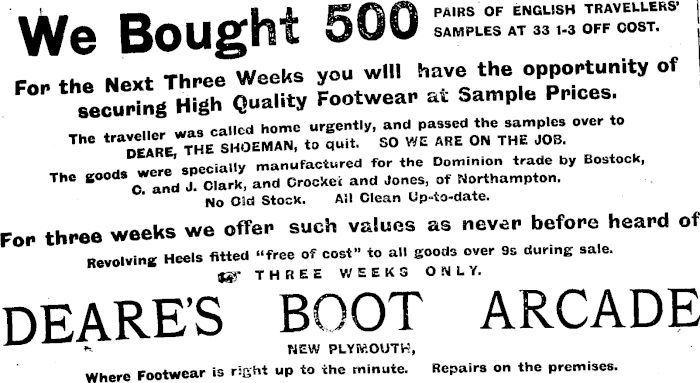 We Bought 500 PAIRS OF ENGLISH TRAVELLERS'
SAMPLES AT 33 1-3 OFF COST.
For the Next Three Weeks you will have the opportunity of
securing High Quality Footwear at Sample Prices.
The traveller was called home urgently, and passed the samples over to
DEARE, THE SHOEMAN, to quit. SO WE ARE ON THE JOB.
The goods were specially manufactured for the Dominion trade by Bostock,
C. and J. Clark, and Crocket and Jones, of Northampton.
No Old Stock. All Clean Up-to-date.
For three weeks we offer such values as never before heard of
Revolving Heels fitted "free of cost" to all goods over 9s during sale.
THREE WEEKS ONLY.
DEARE'S BOOT ARCADE
NEW PLYMOUTH,
Where Footwear is right up to the minute. Repairs on the premises.